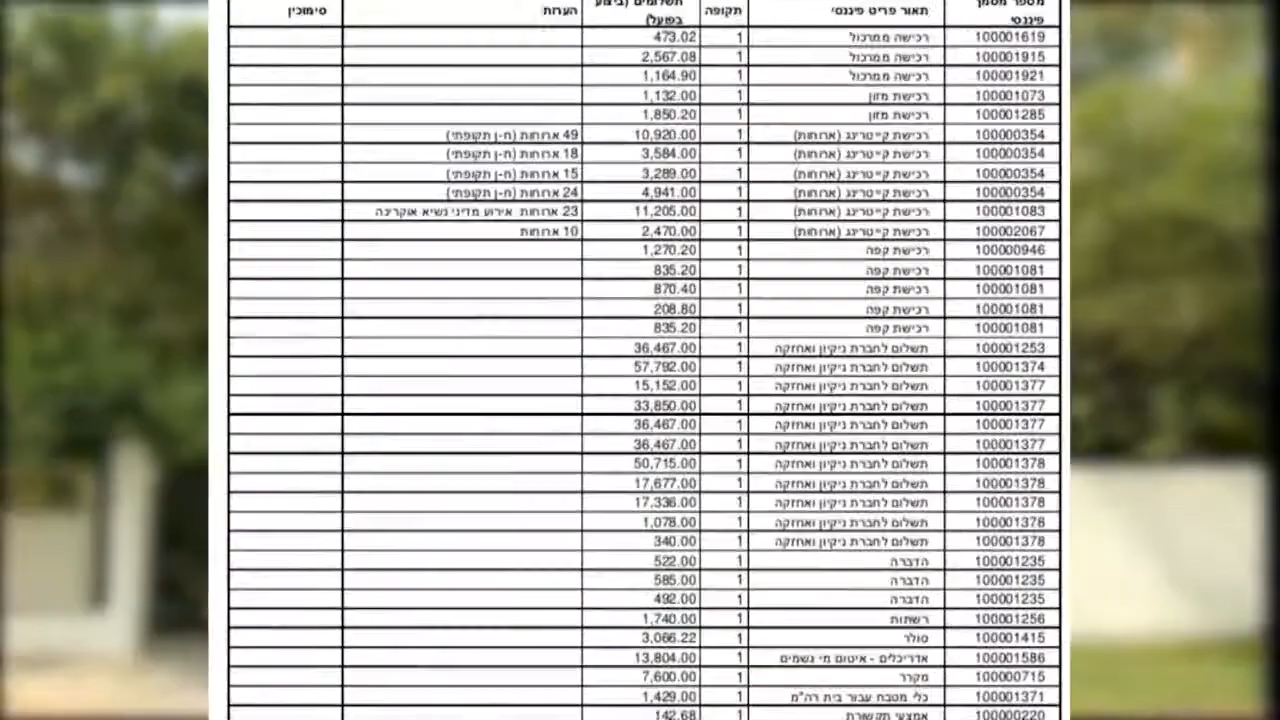 מספר מסמך פיננסי תאור פריט פיננסי תקופה תשלומים (ביצוע בפועל) הערות סימוכין
100001619 רכישה ממרכול 1 473.02
100001915 רכישה ממרכול 1 2,567.08
100001921 רכישה ממרכול 1 1,164.90
100001073 רכישת מזון 1 1,132.00
100001285 רכישת מזון 1 1,850.20
100000354 רכישת קייטרינג (ארוחות) 1 10,920.00 49 ארוחות (ח-ן תקופתי)
100000354 רכישת קייטרינג (ארוחות) 1 3,584.00 18 ארוחות (ח-ן תקופתי)
100000354 רכישת קייטרינג (ארוחות) 1 3,289.00 15 ארוחות (ח-ן תקופתי)
100000354 רכישת קייטרינג (ארוחות) 1 4,941.00 24 ארוחות (ח-ן תקופתי)
100001083 רכישת קייטרינג (ארוחות) 1 11,205.00 23 ארוחות אירוע מדיני נשיא אוקרינה
100002067 רכישת קייטרינג (ארוחות) 1 2,470.00 10 ארוחות
100000946 רכישת קפה 1 1,270.20
100001081 רכישת קפה 1 835.20
100001081 רכישת קפה 1 870.40
100001081 רכישת קפה 1 208.80
100001081 רכישת קפה 1 835.20
100001253 תשלום לחברת ניקיון ואחזקה 1 36,467.00
100001374 תשלום לחברת ניקיון ואחזקה 1 57,792.00
100001377 תשלום לחברת ניקיון ואחזקה 1 15,152.00
100001377 תשלום לחברת ניקיון ואחזקה 1 33,850.00
100001377 תשלום לחברת ניקיון ואחזקה 1 36,467.00
100001377 תשלום לחברת ניקיון ואחזקה 1 36,467.00
100001378 תשלום לחברת ניקיון ואחזקה 1 50,715.00
100001378 תשלום לחברת ניקיון ואחזקה 1 17,677.00
100001378 תשלום לחברת ניקיון ואחזקה 1 17,336.00
100001378 תשלום לחברת ניקיון ואחזקה 1 1,078.00
100001378 תשלום לחברת ניקיון ואחזקה 1 340.00
100001235 הדברה 1 522.00
100001235 הדברה 1 585.00
100001235 הדברה 1 492.00
100001256 רשתות 1 1,740.00
100001415 סולר 1 3,066.22
100001586 אדריכלים - איטום מי גשמים 1 13,804.00
100000715 מקרר 1 7,600.00
100001371 כלי מטבח עבור בית רה"מ 1 1,429.00
100000220 אמצעי תקשורת 1 142.68